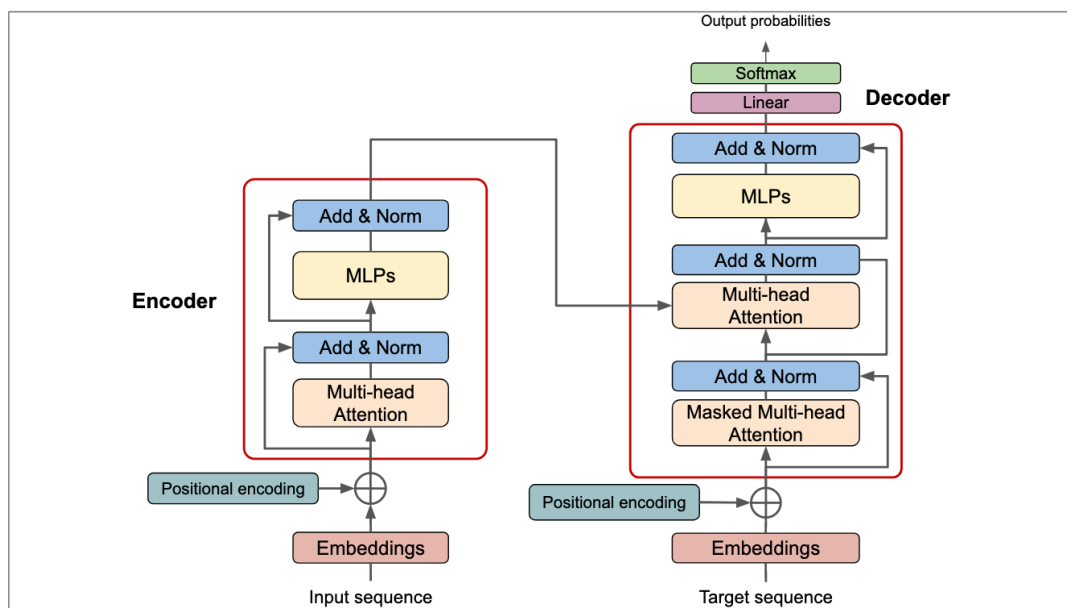 Output probabilities
Softmax
Linear
Decoder
Add & Norm
MLPs
Add & Norm
Multi-head
Attention
Add & Norm
Masked Multi-head
Attention
Positional encoding
Embeddings
Target sequence
Encoder
Add & Norm
MLPs
Add & Norm
Multi-head
Attention
Positional encoding
Embeddings
Input sequence